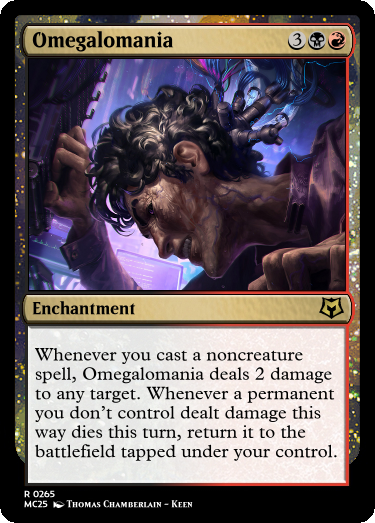 Omegalomania 3
Enchantment
Whenever you cast a noncreature
spell, Omegalomania deals 2 damage
to any target. Whenever a permanent
you don't control dealt damage this
way dies this turn, return it to the
battlefield tapped under your control.
R 0265
MC25 Thomas Chamberlain – Keen